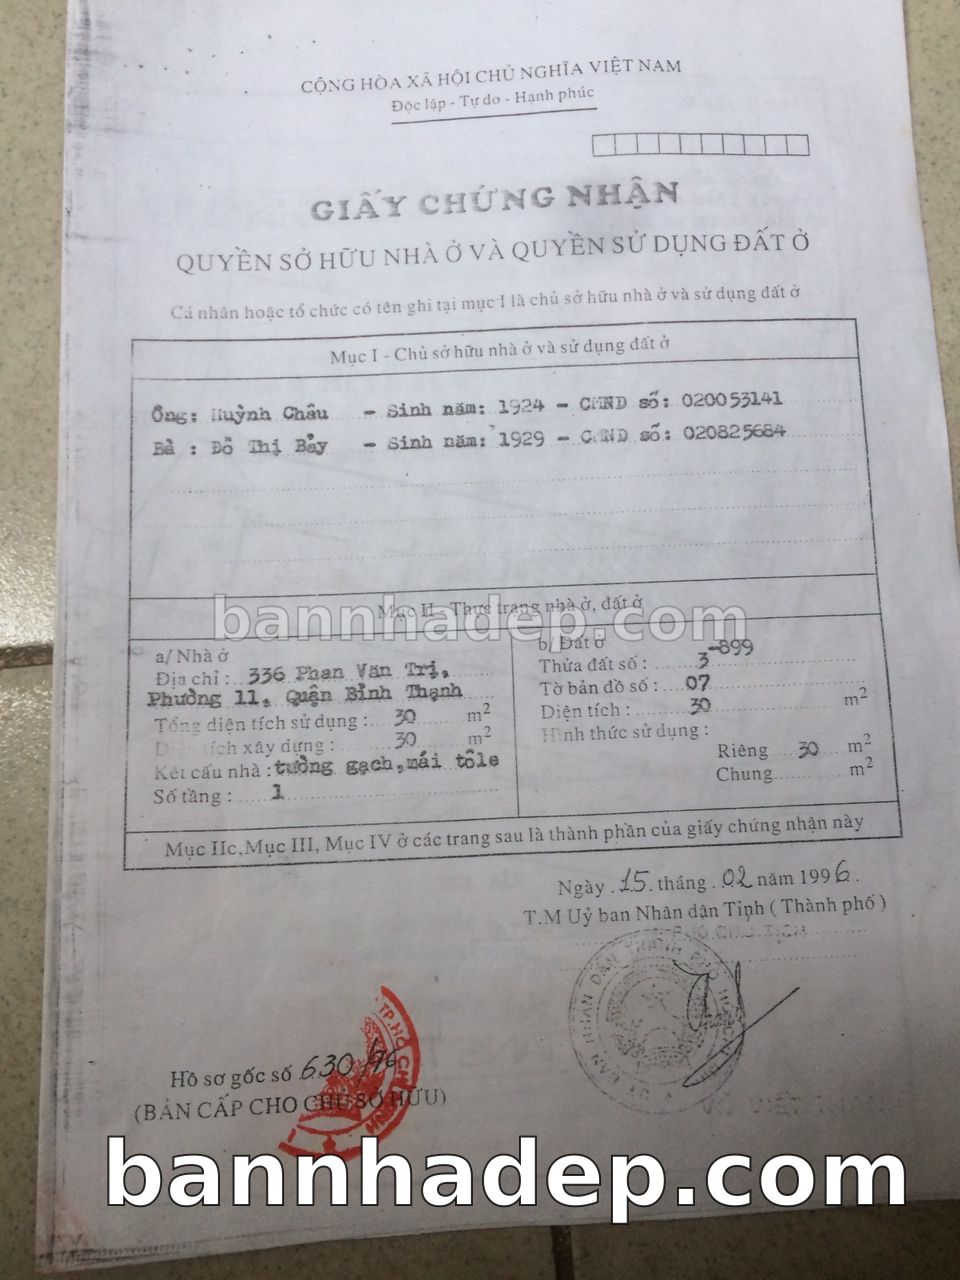 CỘNG HÒA XÃ HỘI CHỦ NGHĨA VIỆT NAM
Độc lập - Tự do - Hạnh phúc
GIẤY CHỨNG NHẬN
QUYỀN SỞ HỮU NHÀ Ở VÀ QUYỀN SỬ DỤNG ĐẤT Ở
Cá nhân hoặc tổ chức có tên ghi tại mục I là chủ sở hữu nhà ở và sử dụng đất ở
Mục I - Chủ sở hữu nhà ở và sử dụng đất ở
Ông: Huỳnh Châu - Sinh năm: 1924 - CMND số: 020053141
Bà : Đỗ Thị Bảy - Sinh năm: 1929 - CMND số: 020825684
Mục II - Thực trạng nhà ở, đất ở
bannhadep.com
a/ Nhà ở
Địa chỉ : 336 Phan Văn Trị,
Phường 11, Quận Bình Thạnh
Tổng diện tích sử dụng : 30 m2
Diện tích xây dựng : 30 m2
Kết cấu nhà : tường gạch, mái tôle
Số tầng : 1
b/ Đất ở
Thửa đất số : 3-899
Tờ bản đồ số : 07
Diện tích : 30 m2
Hình thức sử dụng :
Riêng 30 m2
Chung m2
Mục IIc, Mục III, Mục IV ở các trang sau là thành phần của giấy chứng nhận này
Ngày 15 tháng 02 năm 1996
T.M Uỷ ban Nhân dân Tỉnh ( Thành phố )
PHÓ CHỦ TỊCH
Hồ sơ gốc số 630/96
(BẢN CẤP CHO CHỦ SỞ HỮU)
bannhadep.com